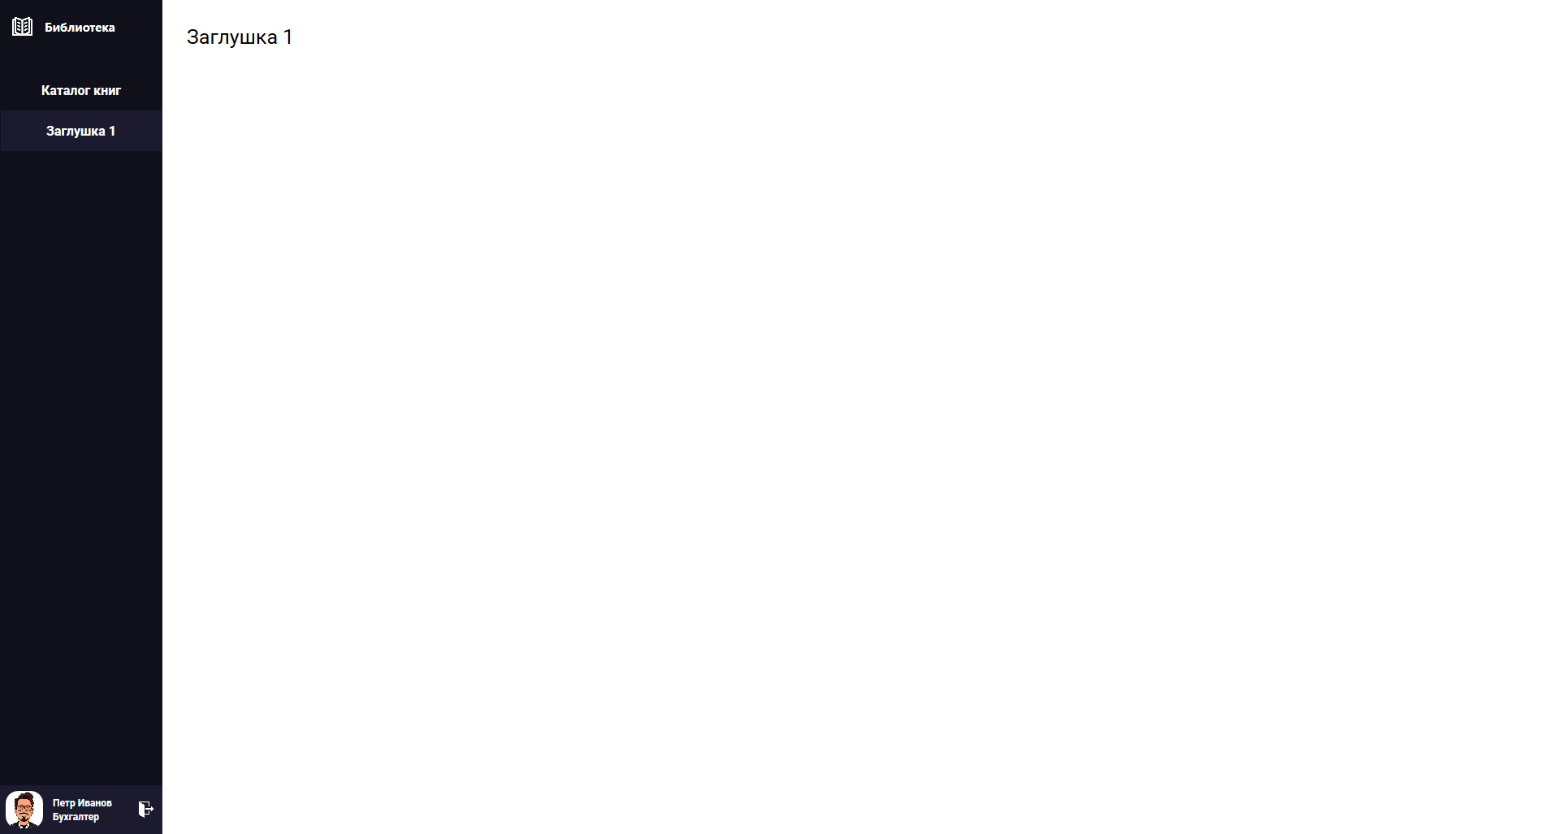 Библиотека
Каталог книг
Заглушка 1
Заглушка 1
Петр Иванов
Бухгалтер